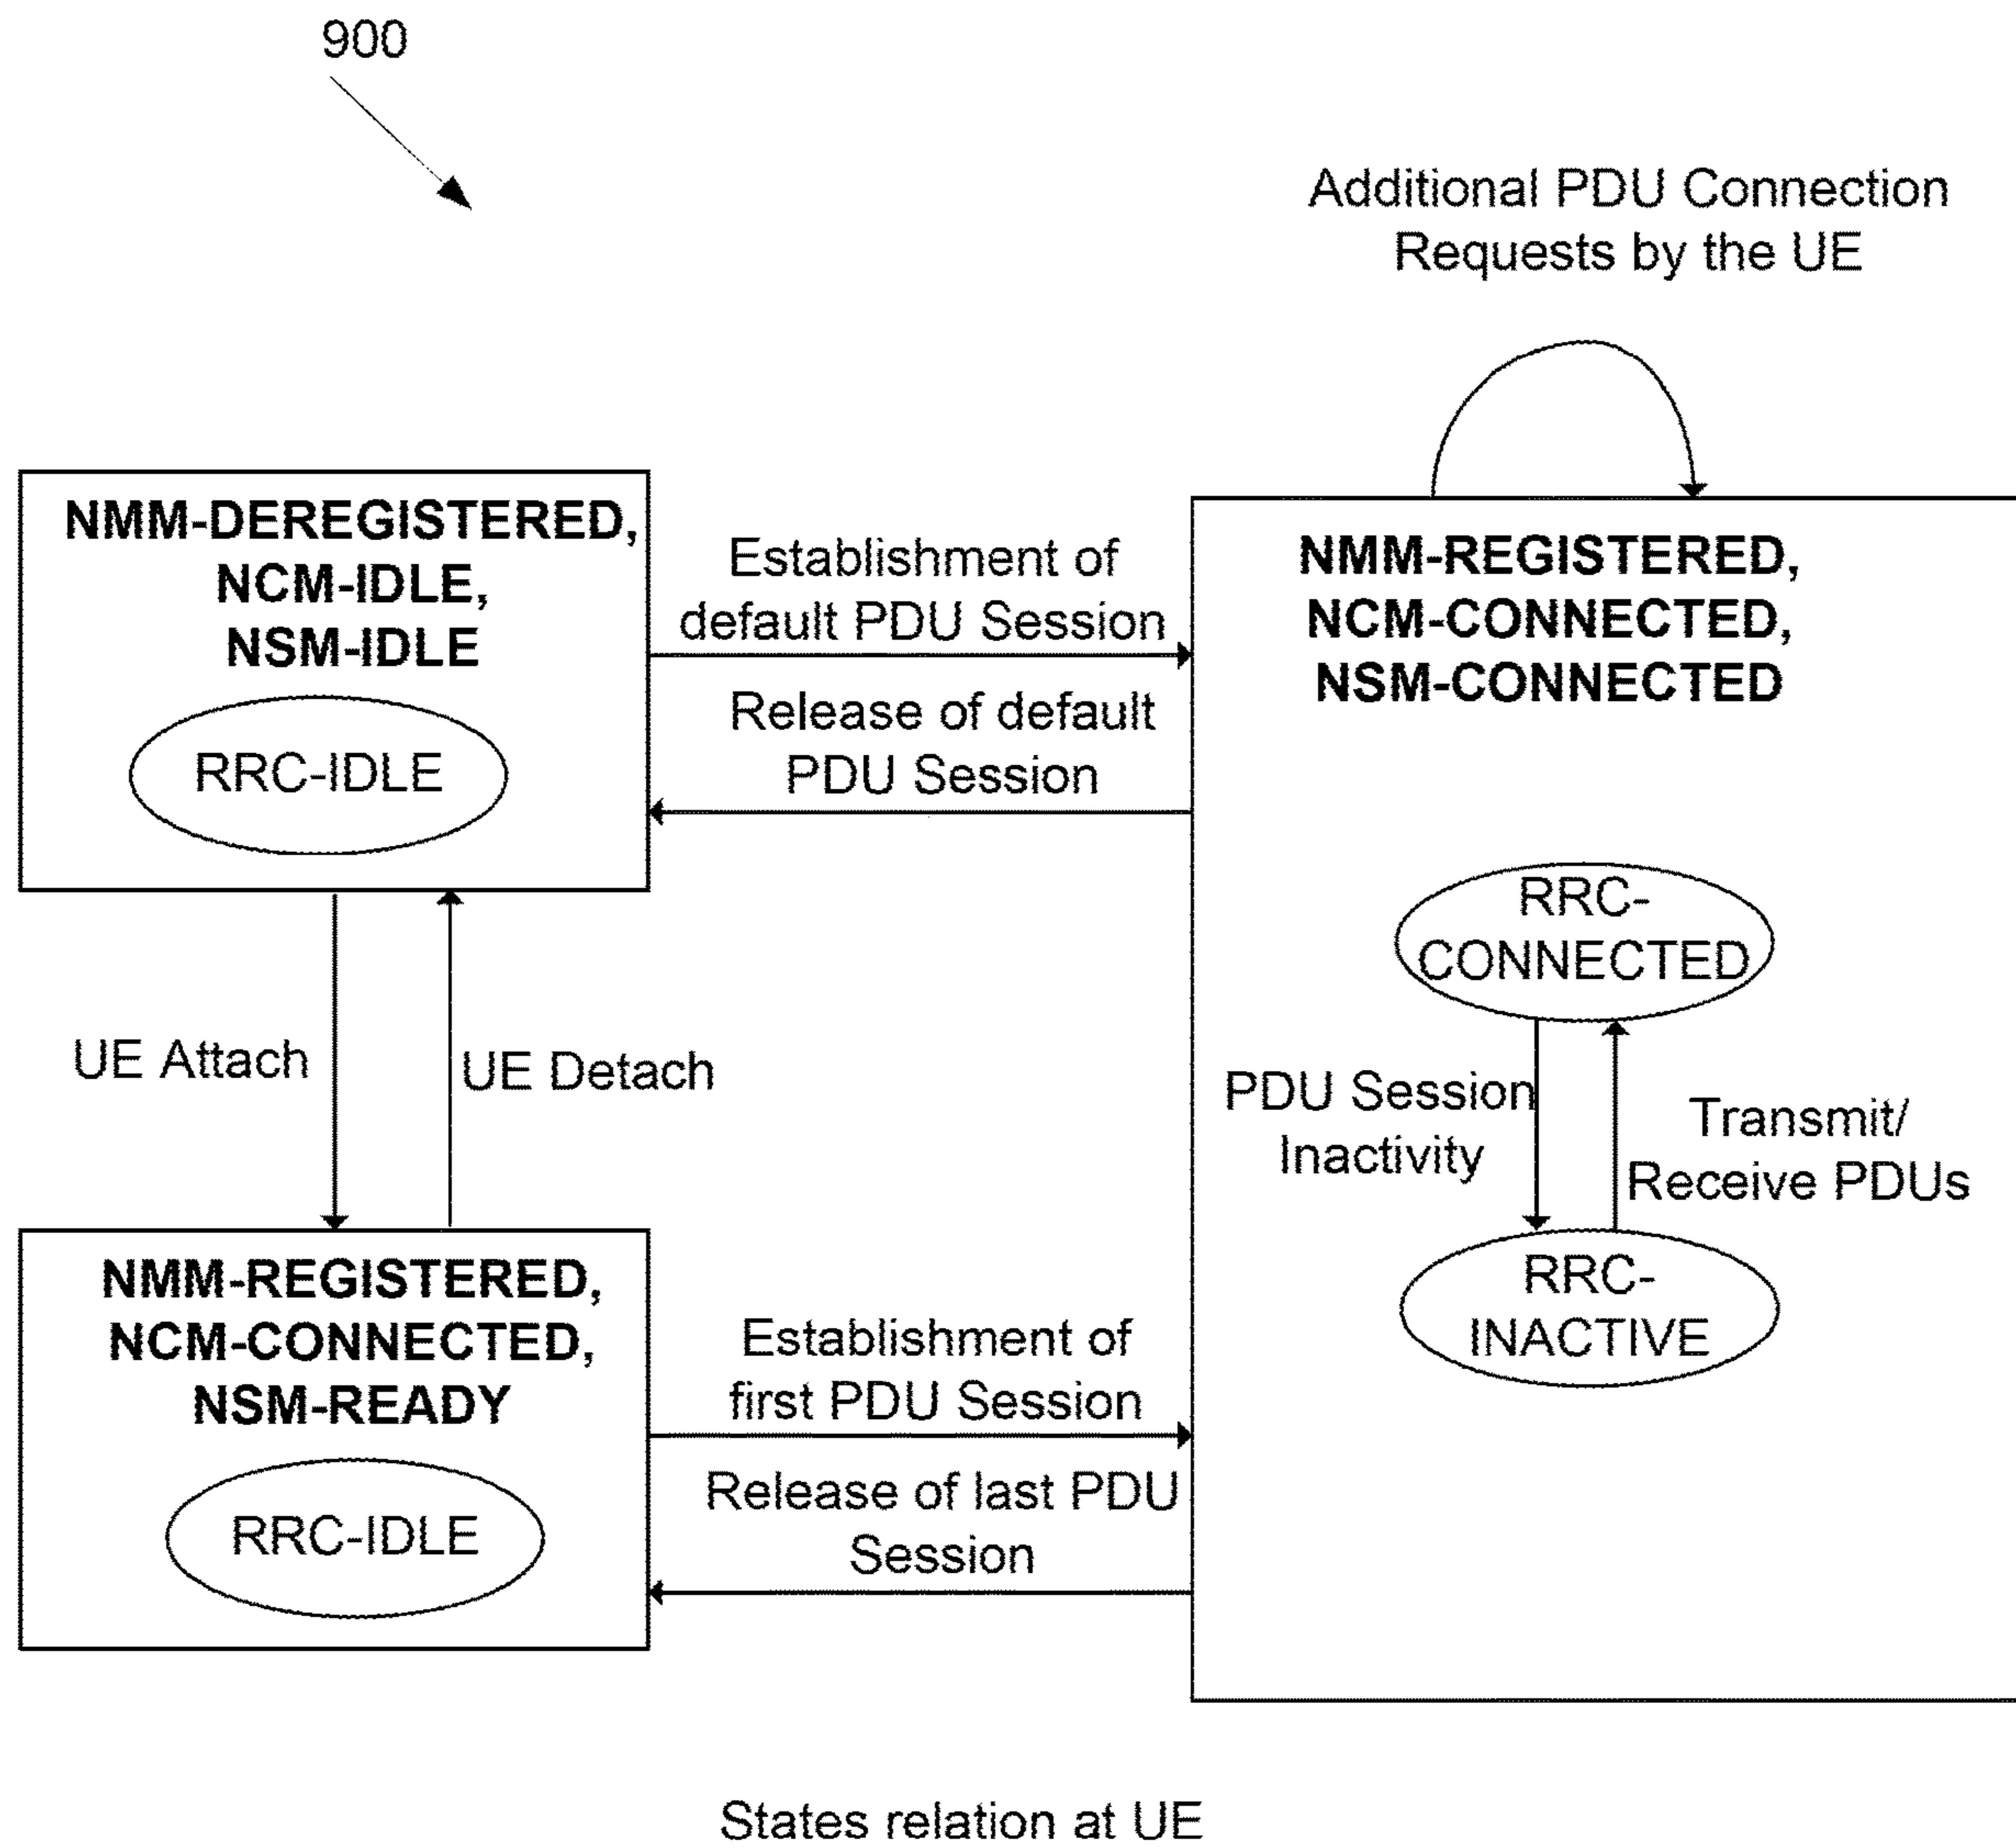 900
Additional PDU Connection
Requests by the UE
NMM-DEREGISTERED,
NCM-IDLE,
NSM-IDLE
RRC-IDLE
Establishment of
default PDU Session
Release of default
PDU Session
NMM-REGISTERED,
NCM-CONNECTED,
NSM-CONNECTED
RRC-
CONNECTED
UE Attach
UE Detach
PDU Session
Inactivity
Transmit/
Receive PDUs
RRC-
INACTIVE
NMM-REGISTERED,
NCM-CONNECTED,
NSM-READY
RRC-IDLE
Establishment of
first PDU Session
Release of last PDU
Session
States relation at UE